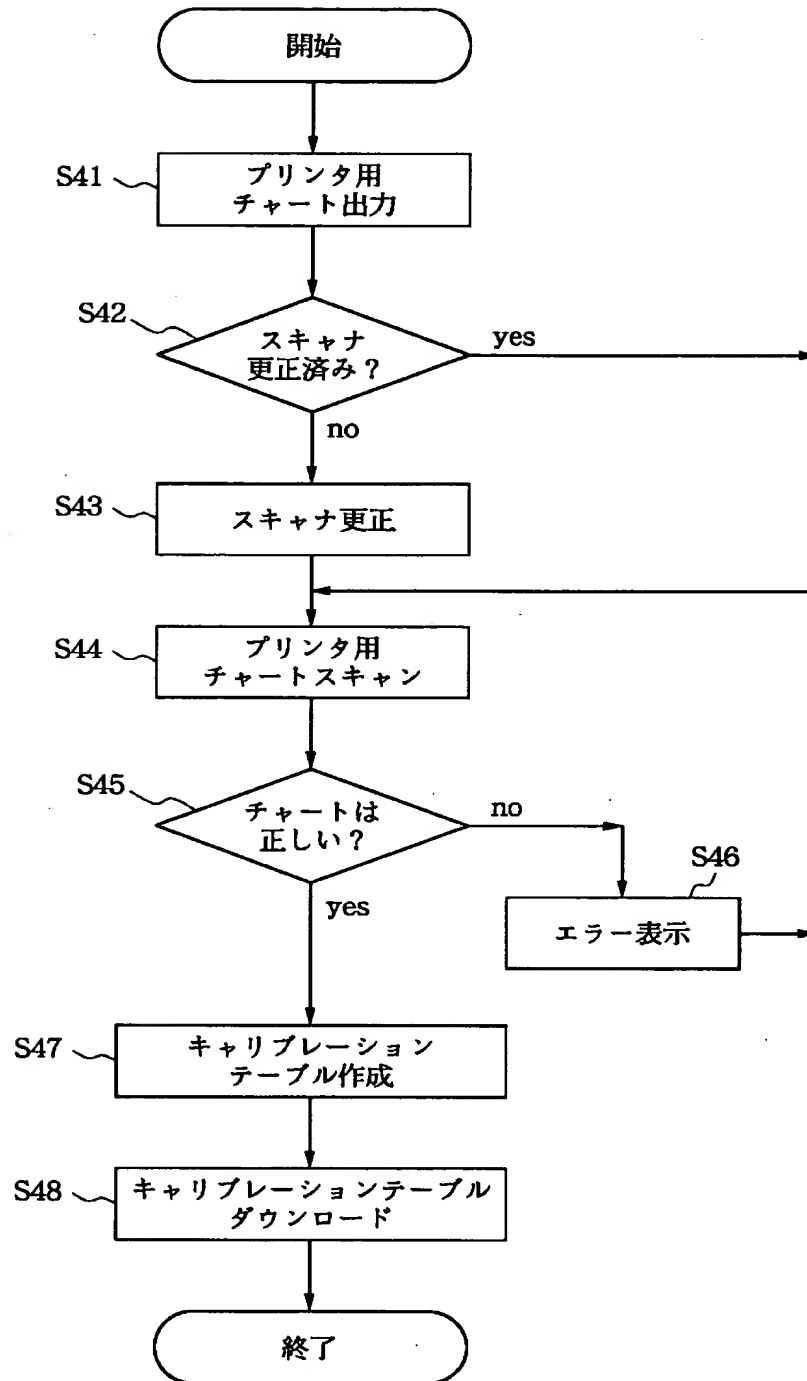 開始
S41
プリンタ用
チャート出力
S42
スキャナ
更正済み？
yes
no
S43
スキャナ更正
S44
プリンタ用
チャートスキャン
S45
チャートは
正しい？
no
yes
S46
エラー表示
S47
キャリブレーション
テーブル作成
S48
キャリブレーションテーブル
ダウンロード
終了